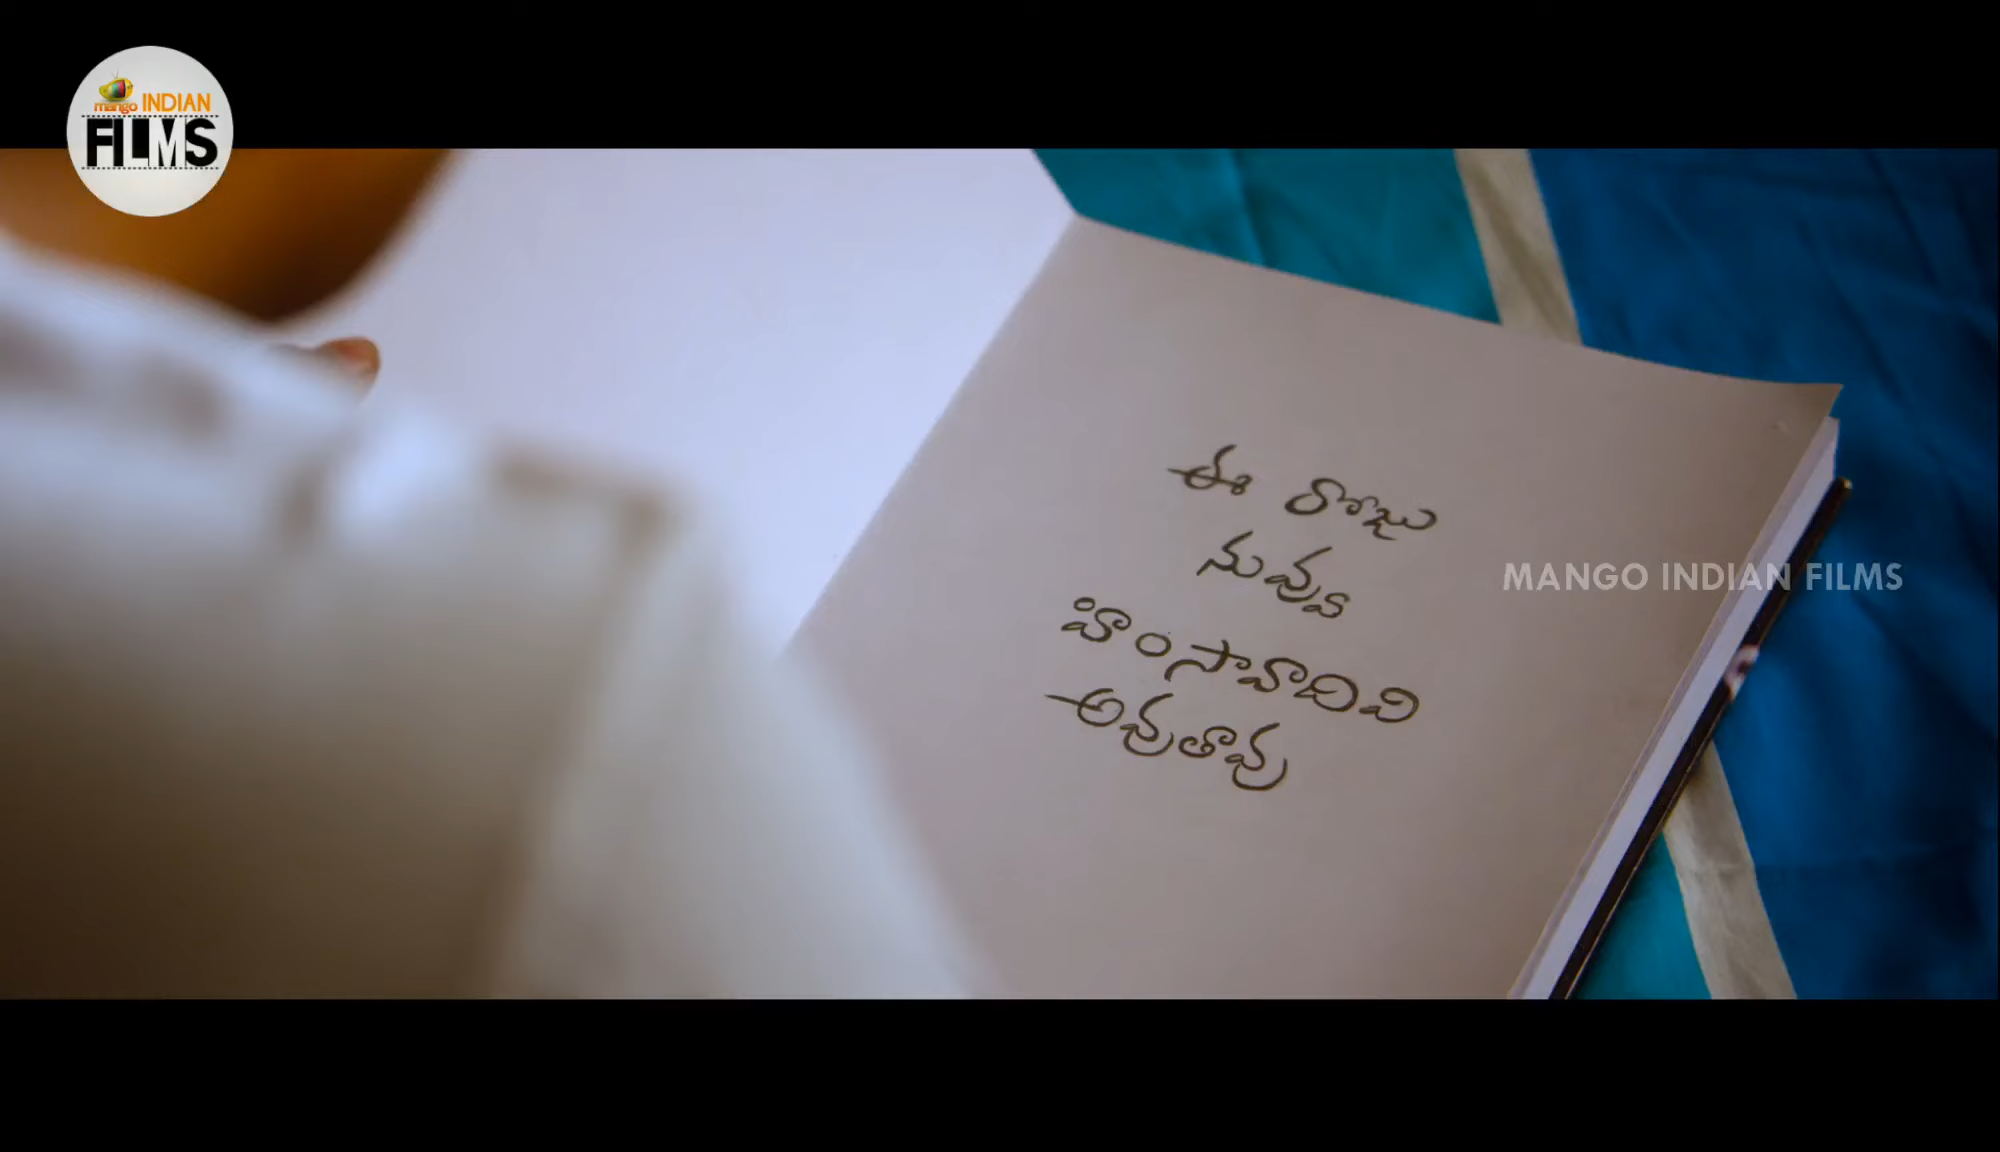 mango INDIAN
FILMS
ఈ రోజు
నువ్వు
MANGO INDIAN FILMS
హింసావాదివి
అవుతావు